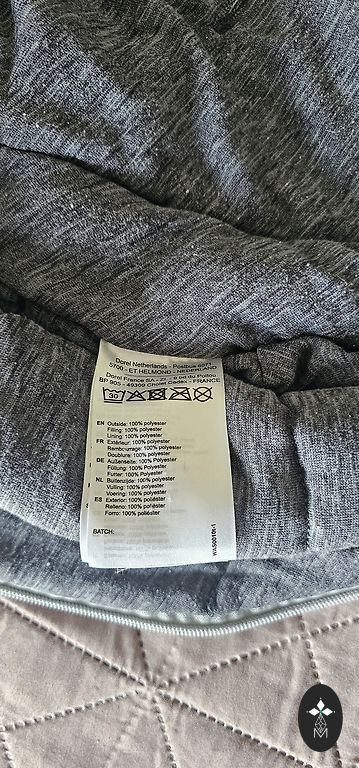 Dorel Netherlands - Postbus
5700 - ET HELMOND - NEDERLAND
Dorel France SA - du Poitou
BP 905 - 49309 Cholet Cedex - FRANCE
30
EN Outside: 100% polyester
Filling: 100% polyester
Lining: 100% polyester
FR Extérieur: 100% polyester
Rembourrage: 100% polyester
Doublure: 100% polyester
DE Außenseite: 100% polyester
Füllung: 100% polyester
Futter: 100% polyester
NL Buitenzijde: 100% polyester
Vulling: 100% polyester
Voering: 100% polyester
ES Exterior: 100% poliéster
Relleno: 100% poliéster
Forro: 100% poliéster
BATCH:
M